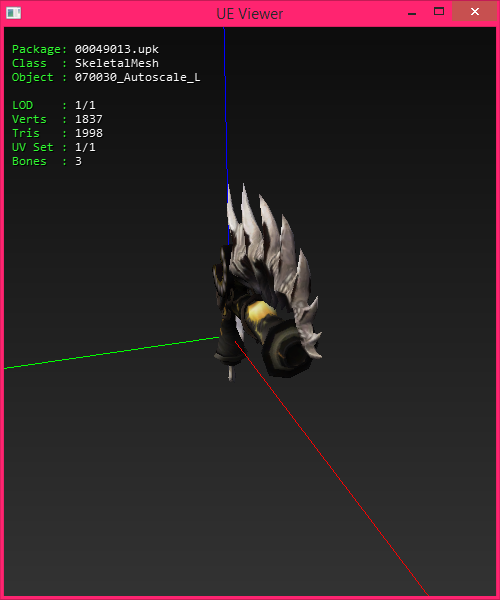 UE Viewer
Package: 00049013.upk
Class  : SkeletalMesh
Object : 070030_Autoscale_L
LOD    : 1/1
Verts  : 1837
Tris   : 1998
UV Set : 1/1
Bones  : 3